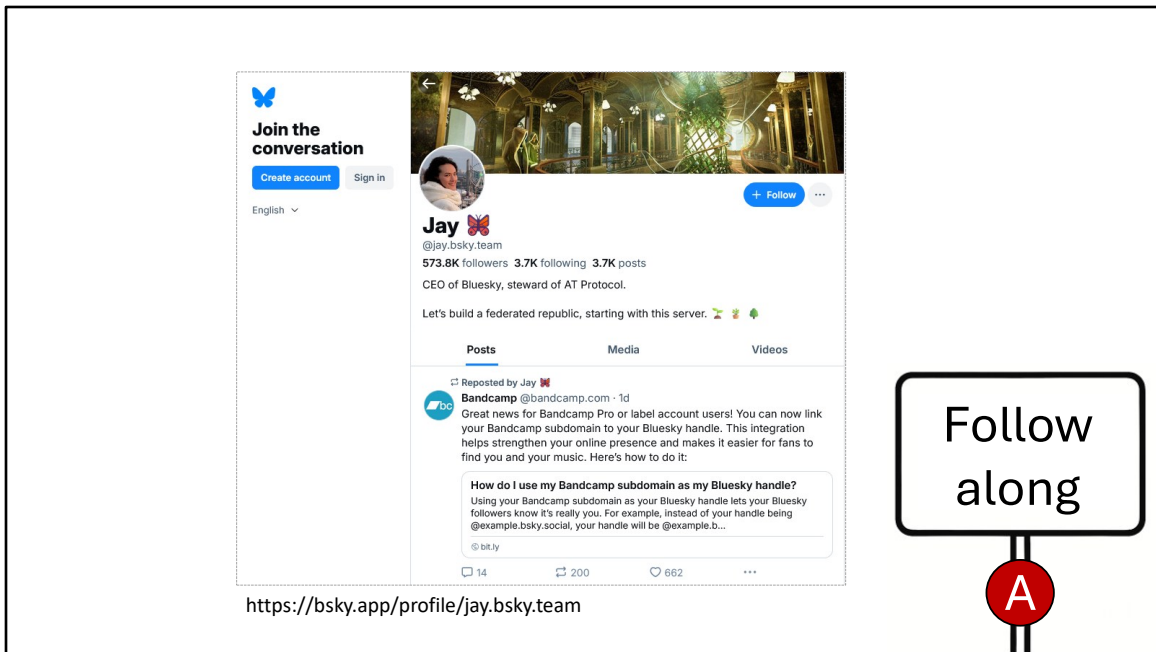 Join the
conversation
Create account
Sign in
English
+ Follow
Jay
@jay.bsky.team
573.8K followers 3.7K following 3.7K posts
CEO of Bluesky, steward of AT Protocol.
Let's build a federated republic, starting with this server.
Posts
Media
Videos
Reposted by Jay
bc
Bandcamp @bandcamp.com · 1d
Great news for Bandcamp Pro or label account users! You can now link
your Bandcamp subdomain to your Bluesky handle. This integration
helps strengthen your online presence and makes it easier for fans to
find you and your music. Here's how to do it:
How do I use my Bandcamp subdomain as my Bluesky handle?
Using your Bandcamp subdomain as your Bluesky handle lets your Bluesky
followers know it's really you. For example, instead of your handle being
@example.bsky.social, your handle will be @example.b...
bit.ly
14
200
662
https://bsky.app/profile/jay.bsky.team
Follow
along
A